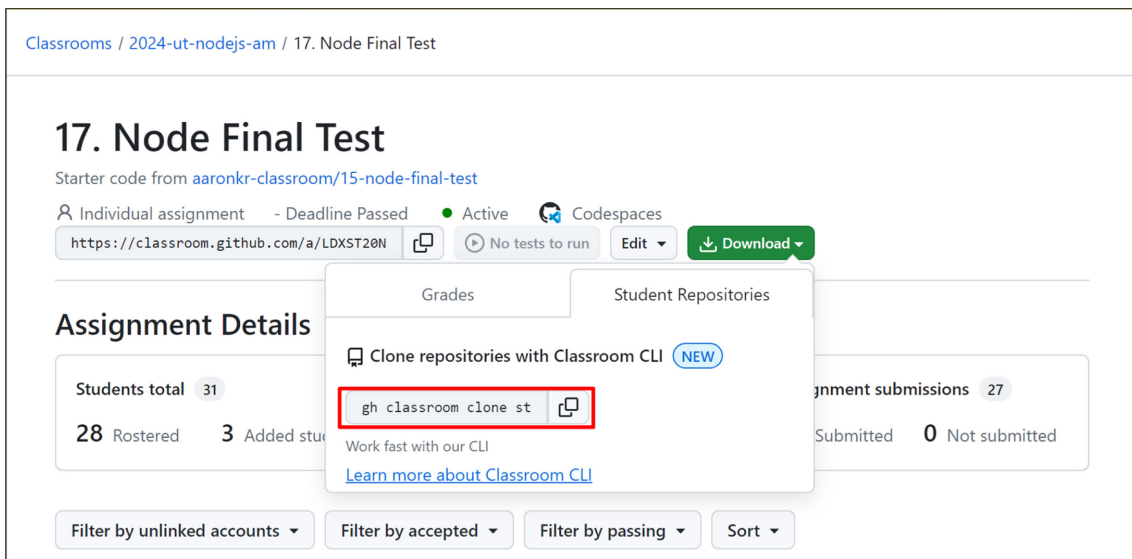 Classrooms / 2024-ut-nodejs-am / 17. Node Final Test
17. Node Final Test
Starter code from aaronkr-classroom/15-node-final-test
Individual assignment - Deadline Passed Active Codespaces
https://classroom.github.com/a/LDXST20N No tests to run Edit Download
Grades Student Repositories
Assignment Details
Clone repositories with Classroom CLI NEW
Students total 31
gnment submissions 27
gh classroom clone st
28 Rostered 3 Added stu
Submitted 0 Not submitted
Work fast with our CLI
Learn more about Classroom CLI
Filter by unlinked accounts Filter by accepted Filter by passing Sort